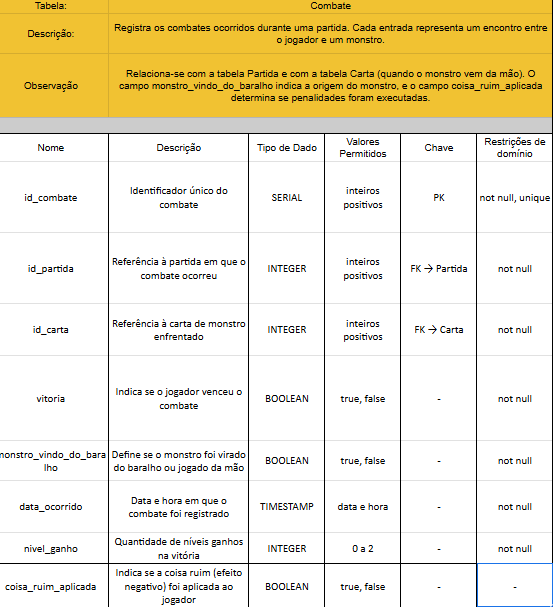 Tabela:
Combate
Descrição:
Registra os combates ocorridos durante uma partida. Cada entrada representa um encontro entre
o jogador e um monstro.
Observação
Relaciona-se com a tabela Partida e com a tabela Carta (quando o monstro vem da mão). O
campo monstro_vindo_do_baralho indica a origem do monstro, e o campo coisa_ruim_aplicada
determina se penalidades foram executadas.
Nome
Descrição
Tipo de Dado
Valores
Permitidos
Chave
Restrições de
domínio
id_combate
Identificador único do
combate
SERIAL
inteiros
positivos
PK
not null, unique
id_partida
Referência à partida em que o
combate ocorreu
INTEGER
inteiros
positivos
FK → Partida
not null
id_carta
Referência à carta de monstro
enfrentado
INTEGER
inteiros
positivos
FK → Carta
not null
vitoria
Indica se o jogador venceu o
combate
BOOLEAN
true, false
-
not null
monstro_vindo_do_bara
lho
Define se o monstro foi virado
do baralho ou jogado da mão
BOOLEAN
true, false
-
not null
data_ocorrido
Data e hora em que o
combate foi registrado
TIMESTAMP
data e hora
-
not null
nivel_ganho
Quantidade de níveis ganhos
na vitória
INTEGER
0 a 2
-
not null
coisa_ruim_aplicada
Indica se a coisa ruim (efeito
negativo) foi aplicada ao
jogador
BOOLEAN
true, false
-
-